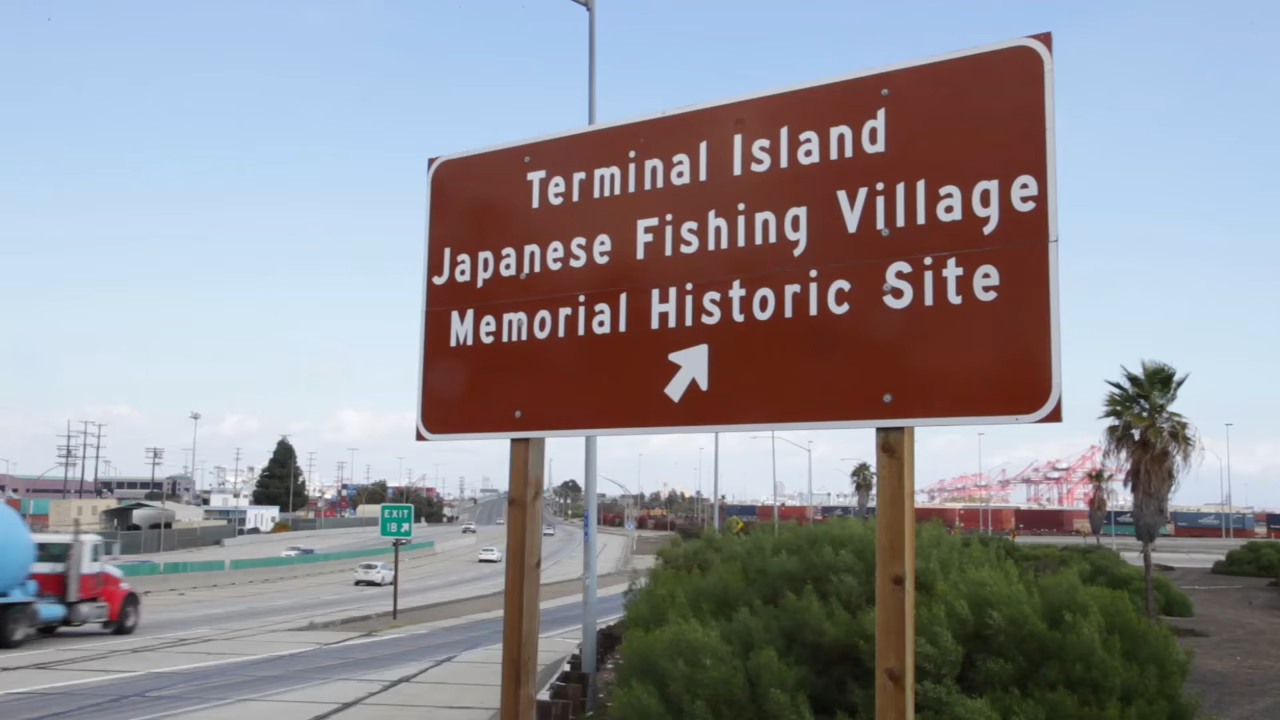 Terminal Island
Japanese Fishing Village
Memorial Historic Site
EXIT
1B